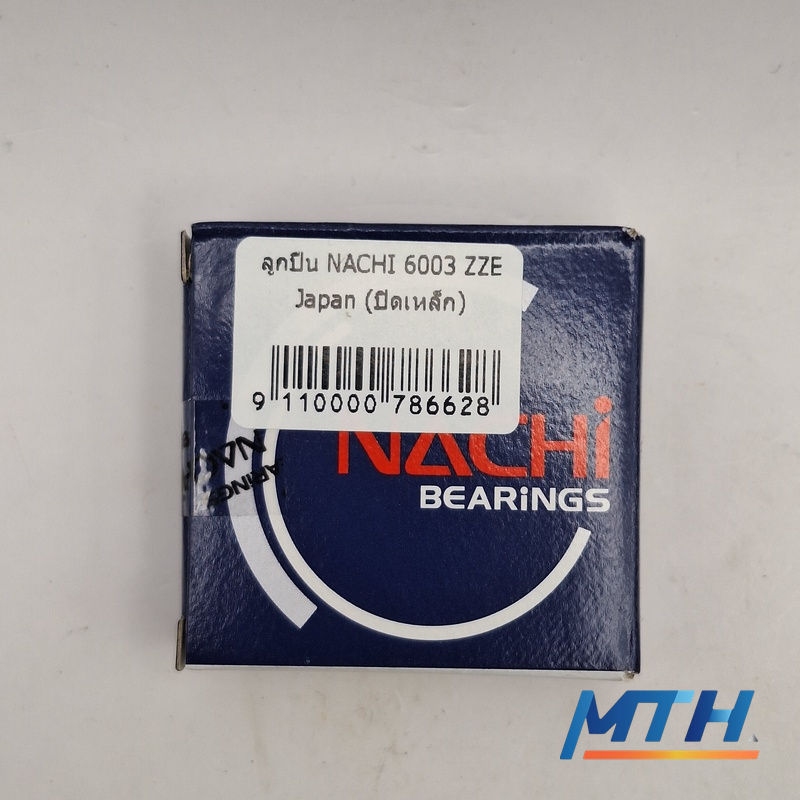 ลูกปืน NACHI 6003 ZZE
Japan (ปิดเหล็ก)
9 110000 786628
NACHi
BEARiNGS
ARINGS
MTH